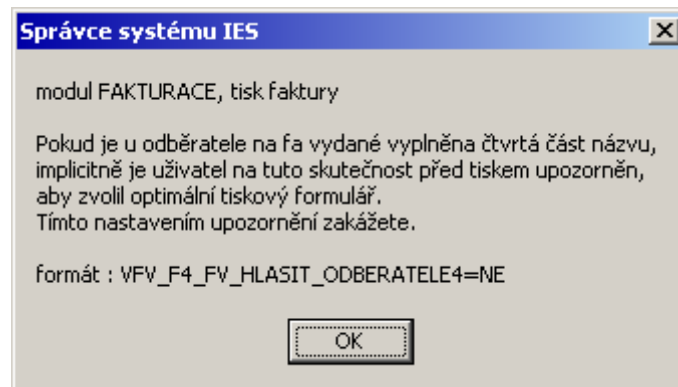 Správce systému IES
modul FAKTURACE, tisk faktury
Pokud je u odběratele na fa vydané vyplněna čtvrtá část názvu,
implicitně je uživatel na tuto skutečnost před tiskem upozorněn,
aby zvolil optimální tiskový formulář.
Tímto nastavením upozornění zakážete.
formát : VFV_F4_FV_HLASIT_ODBERATELE4=NE
OK